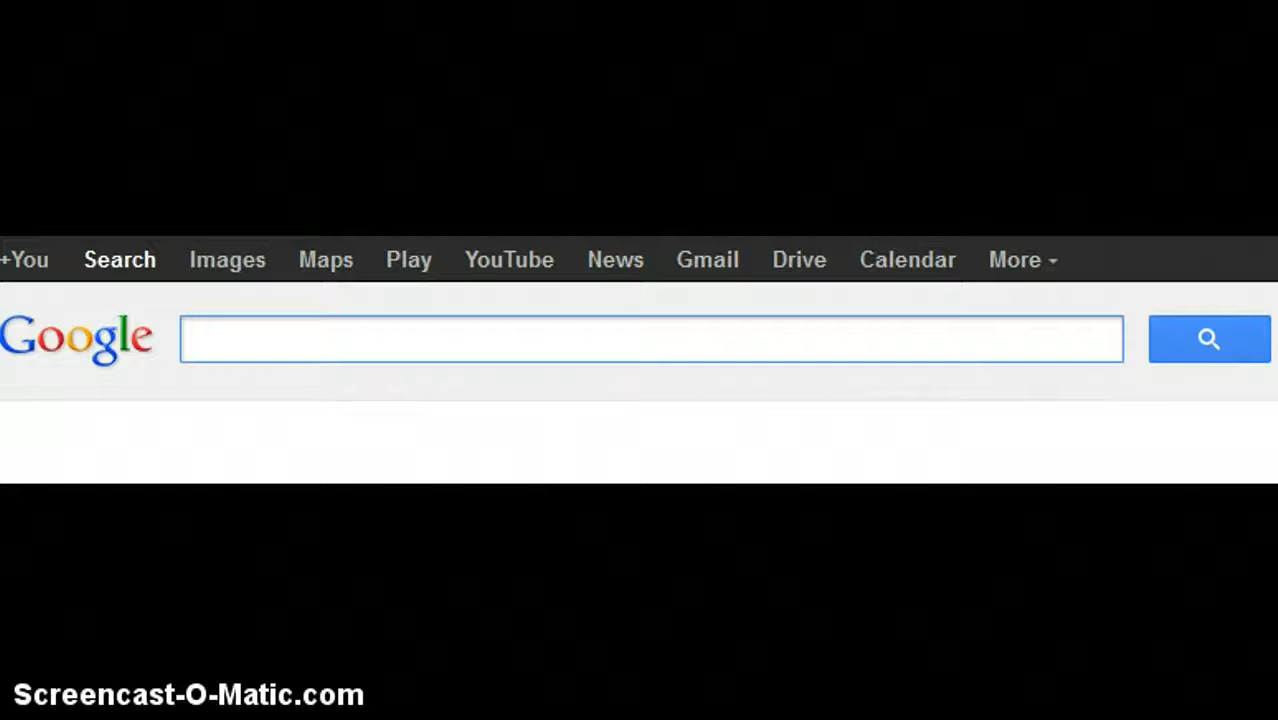 +You Search Images Maps Play YouTube News Gmail Drive Calendar More
Google
Screencast-O-Matic.com